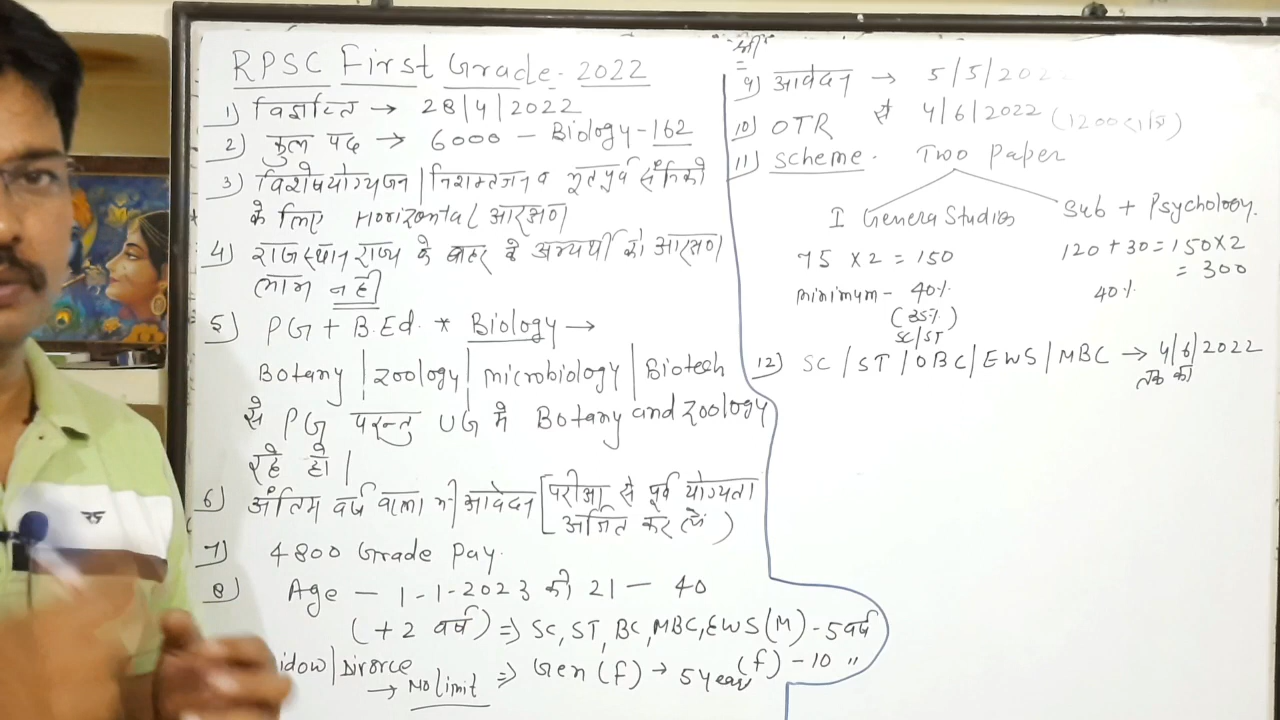 RPSC First Grade - 2022
1) विज्ञप्ति → 28/4/2022
2) कुल पद → 6000 - Biology - 162
3) विशेषयोग्यजन / निशक्तजन व भूतपूर्व सैनिको
के लिए Horizontal आरक्षण
4) राजस्थान राज्य के बाहर के अभ्यर्थी को आरक्षण
लाभ नही
5) PG + B.Ed. * Biology →
Botany | zoology | microbiology | Biotech
से PG परन्तु UG मे Botany and zoology
रहे हो |
6) अंतिम वर्ष वाला भी आवेदन [परीक्षा से पूर्व योग्यता
अर्जित कर ले)
7) 4800 Grade Pay.
8) Age - 1-1-2023 को 21 - 40
(+2 वर्ष) ⇒ SC, ST, BC, MBC, EWS (M) - 5 वर्ष
(f) - 10 "
idow / Divorce ⇒ Gen (f) → 5 year
→ No limit
श्री
9) आवेदन → 5/5/202
से 4/6/2022
10) OTR (1200
11) scheme. Two paper
I Genera Studies
75 X 2 = 150
minimum - 40%
(35%)
SC/ST
Sub + Psychology.
120 + 30 = 150X2
= 300
40%
12) SC / ST / OBC / EWS / MBC → 4/6/2022
तक का